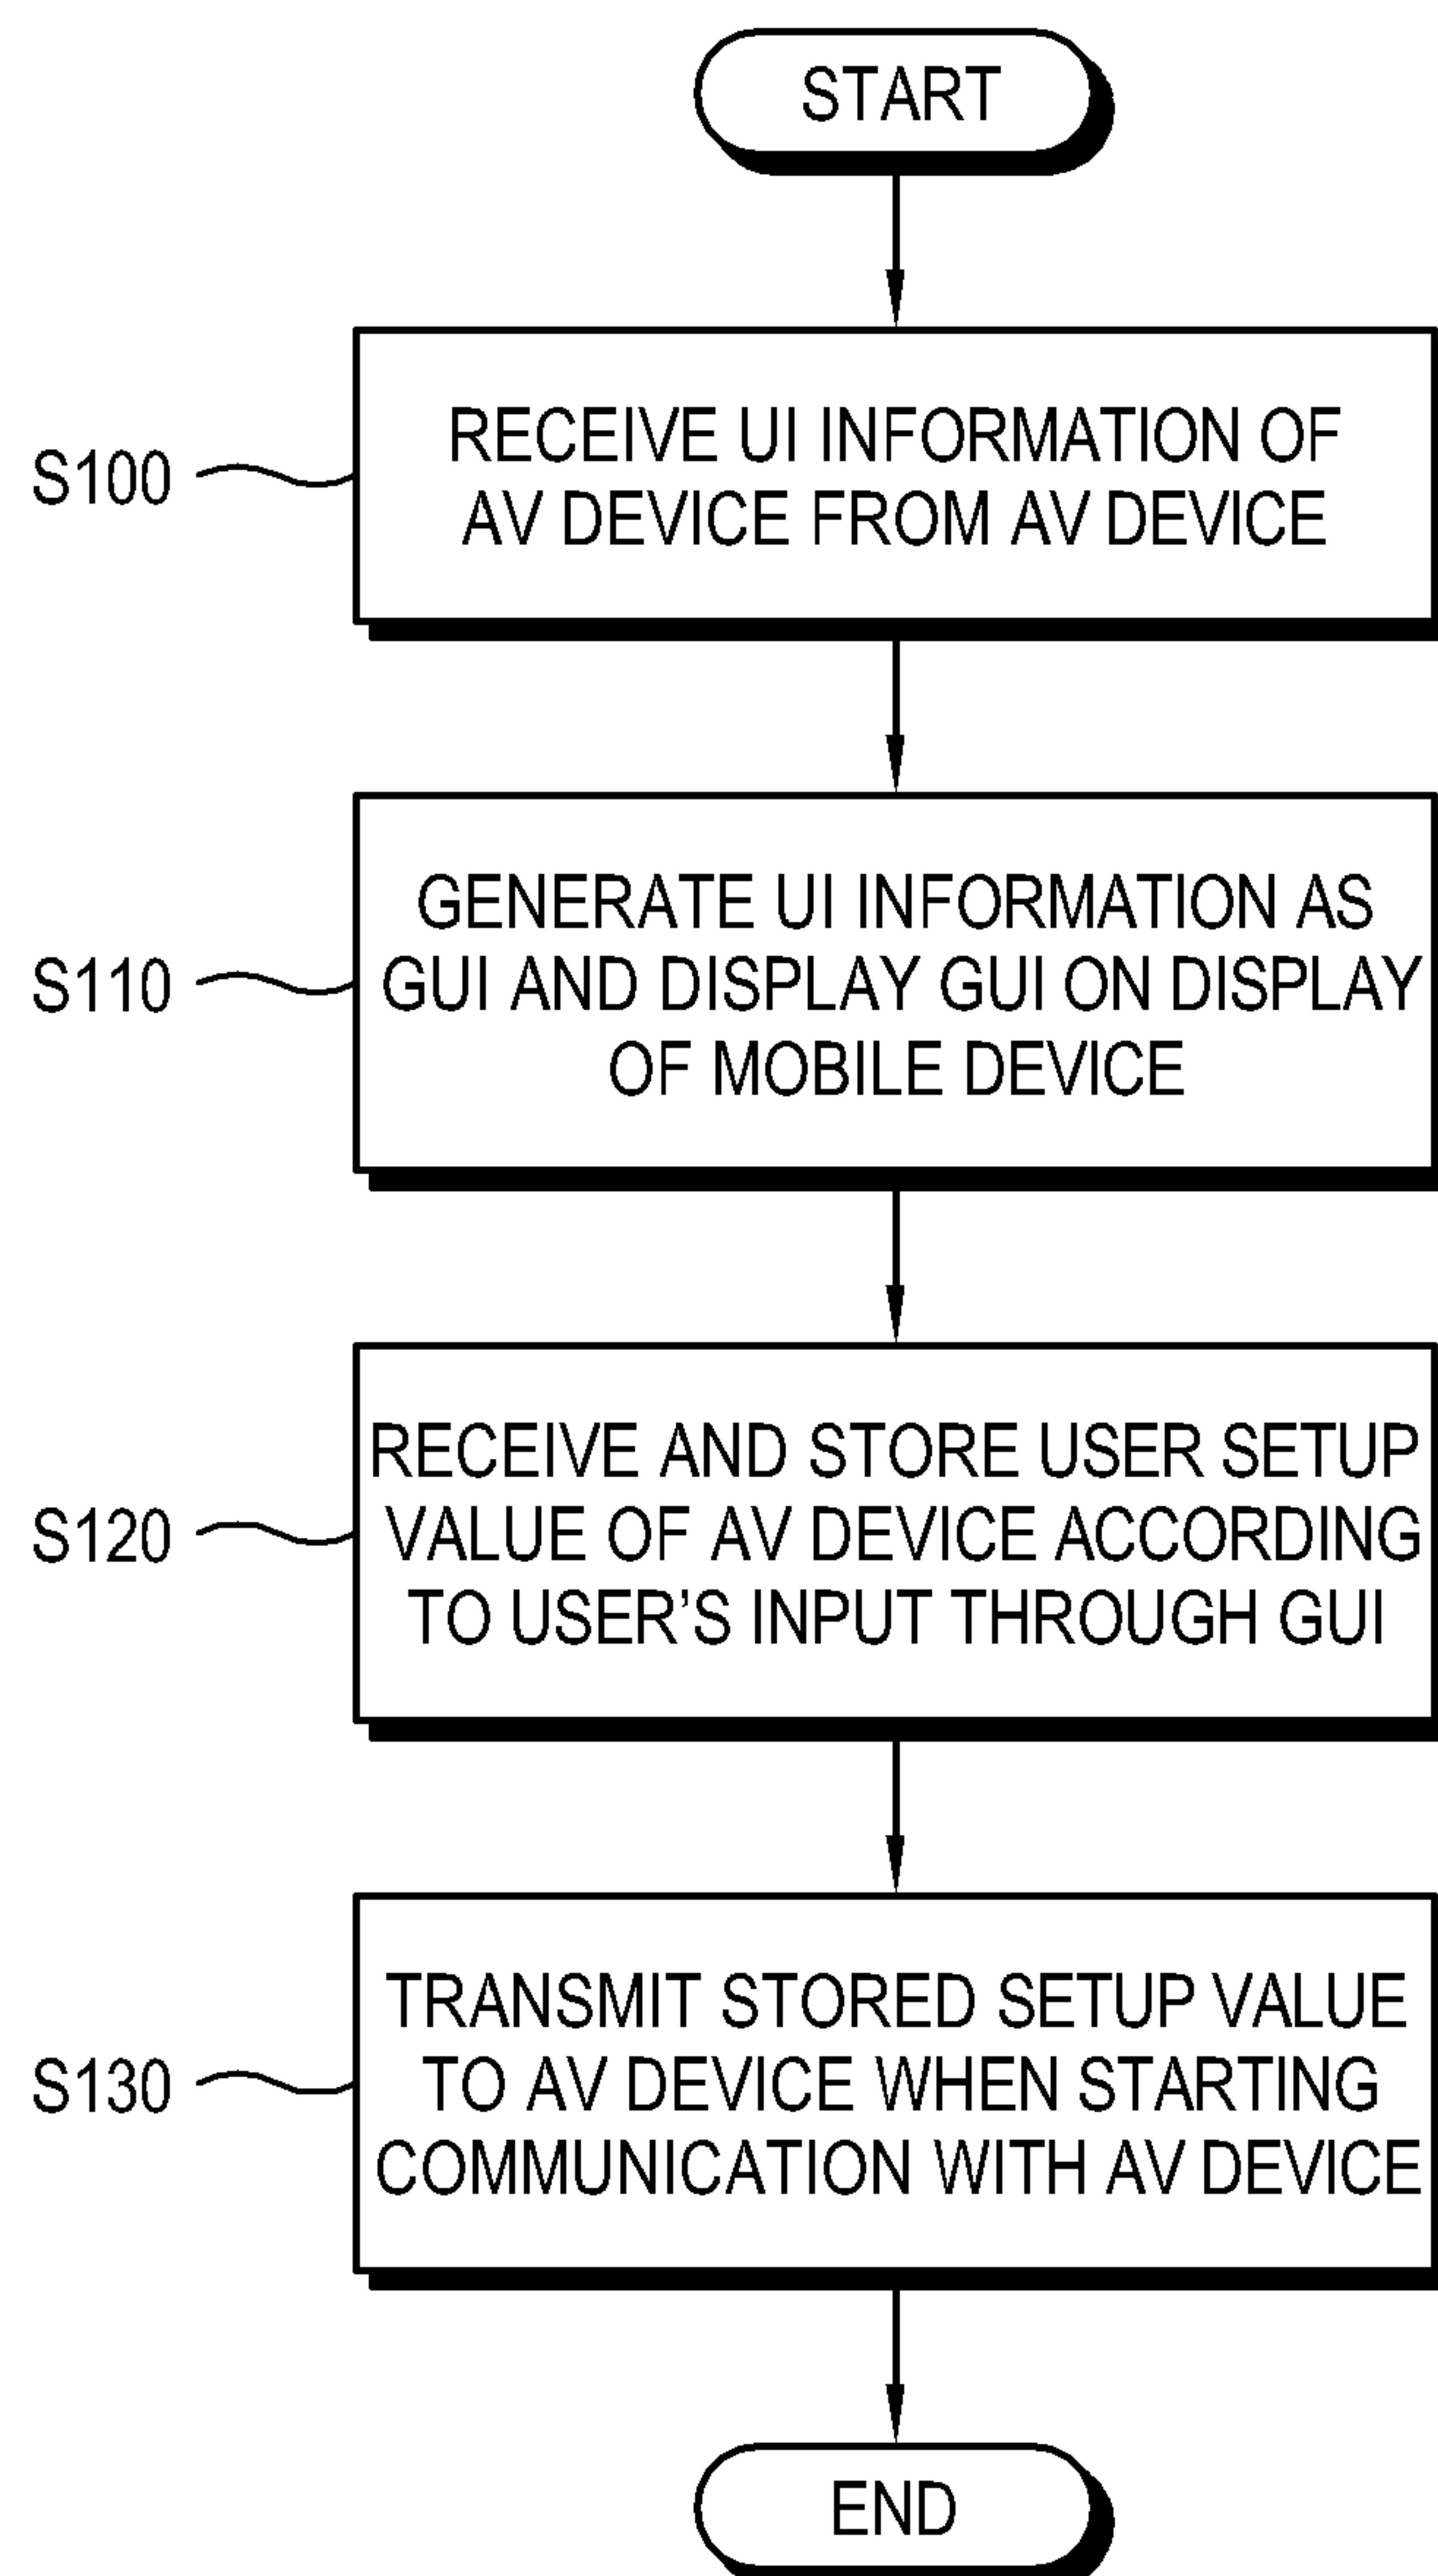 START
S100
RECEIVE UI INFORMATION OF
AV DEVICE FROM AV DEVICE
S110
GENERATE UI INFORMATION AS
GUI AND DISPLAY GUI ON DISPLAY
OF MOBILE DEVICE
S120
RECEIVE AND STORE USER SETUP
VALUE OF AV DEVICE ACCORDING
TO USER’S INPUT THROUGH GUI
S130
TRANSMIT STORED SETUP VALUE
TO AV DEVICE WHEN STARTING
COMMUNICATION WITH AV DEVICE
END